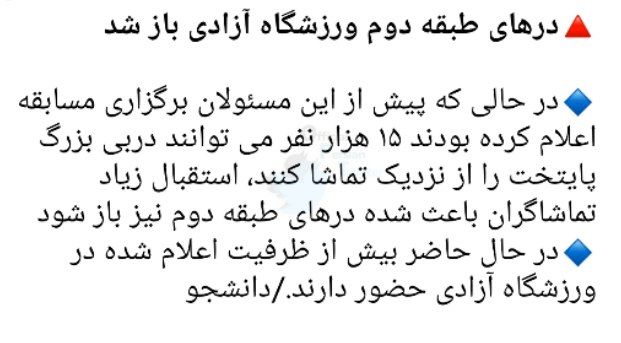 درهای طبقه دوم ورزشگاه آزادی باز شد
در حالی که پیش از این مسئولان برگزاری مسابقه
اعلام کرده بودند ۱۵ هزار نفر می توانند دربی بزرگ
پایتخت را از نزدیک تماشا کنند، استقبال زیاد
تماشاگران باعث شده درهای طبقه دوم نیز باز شود
در حال حاضر بیش از ظرفیت اعلام شده در
ورزشگاه آزادی حضور دارند./دانشجو